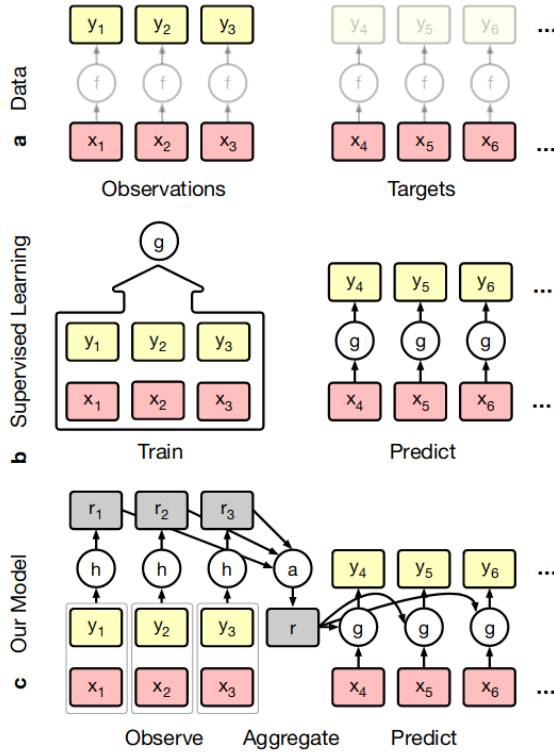 y1 y2 y3 y4 y5 y6 ...
f f f f f f
x1 x2 x3 x4 x5 x6 ...
Observations Targets
a Data
g
y1 y2 y3 y4 y5 y6 ...
g g g
x1 x2 x3 x4 x5 x6 ...
Train Predict
b Supervised Learning
r1 r2 r3
h h h a
y1 y2 y3 y4 y5 y6 ...
r g g g
x1 x2 x3 x4 x5 x6 ...
Observe Aggregate Predict
c Our Model